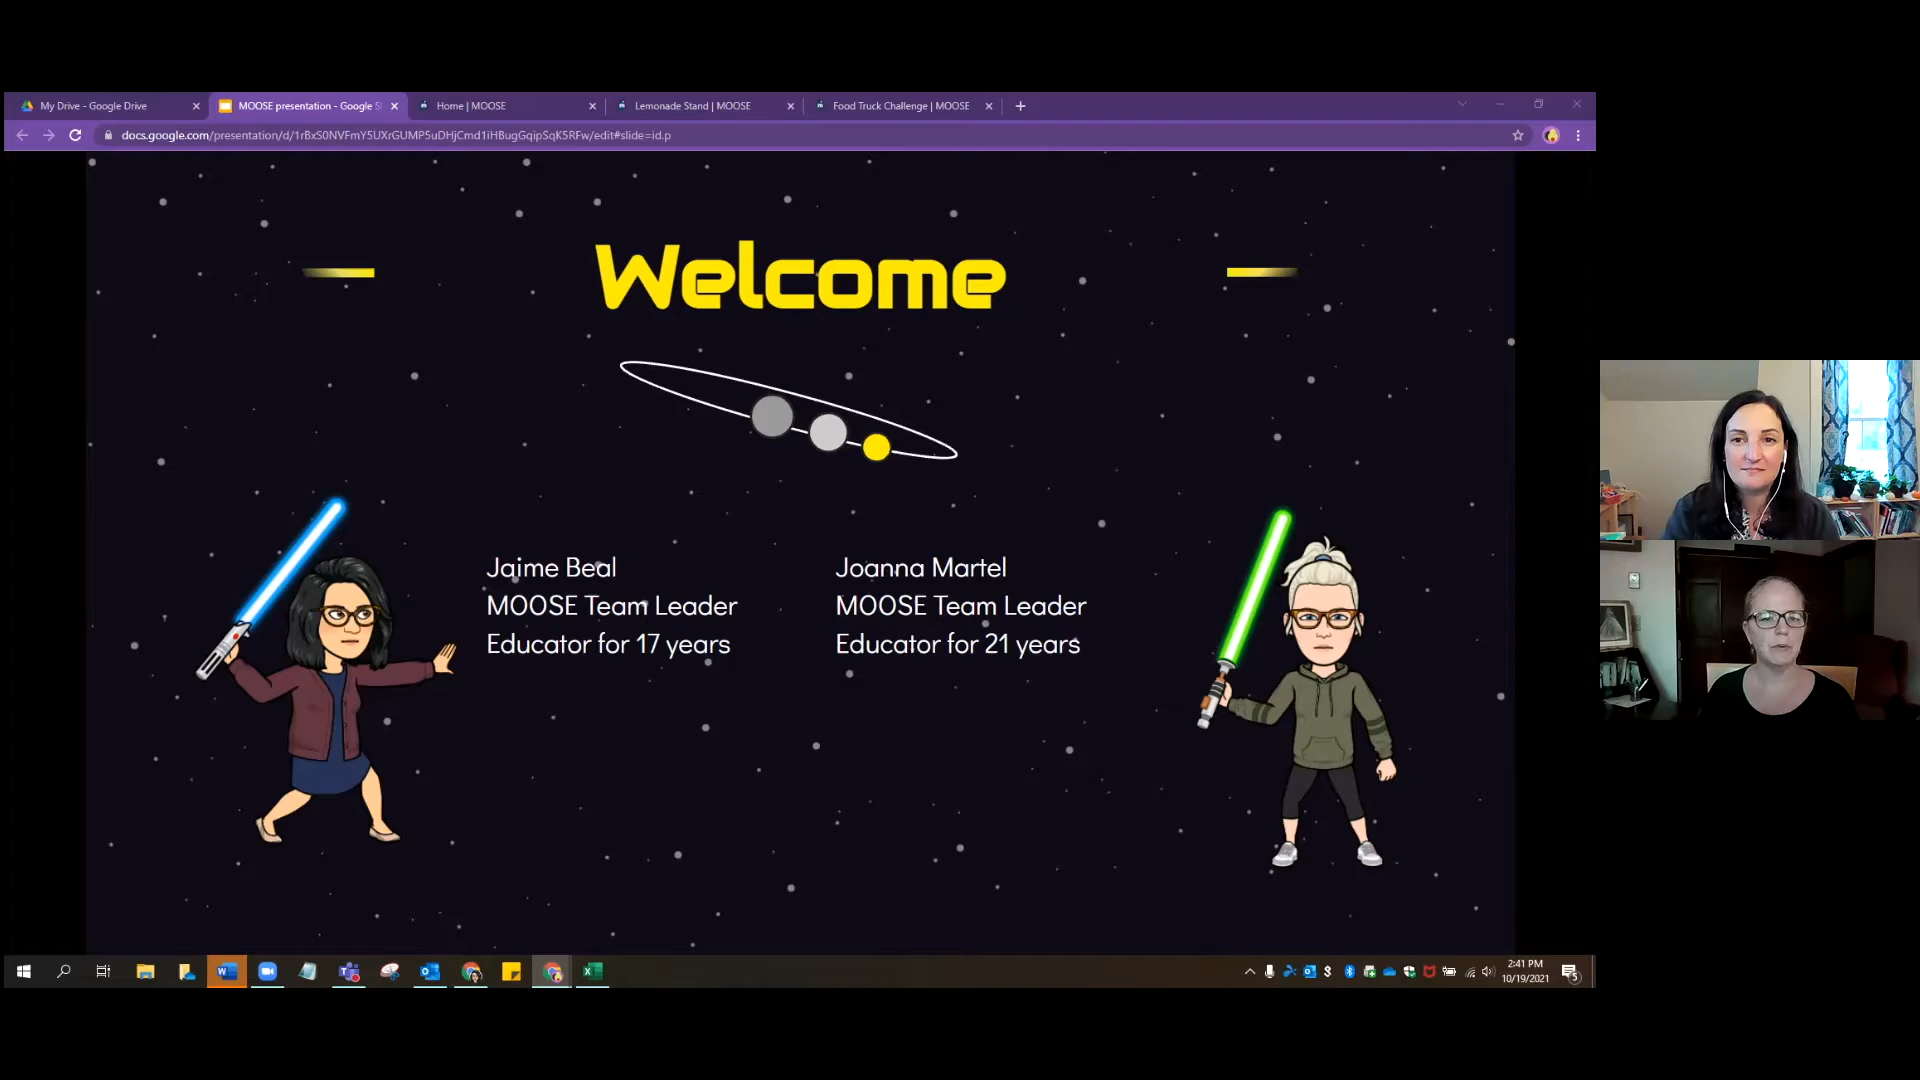 My Drive - Google Drive
MOOSE presentation - Google S
Home | MOOSE
Lemonade Stand | MOOSE
Food Truck Challenge | MOOSE
docs.google.com/presentation/d/1rBxS0NVFmY5UXrGUMP5uDHjCmd1iHBugGqipSqK5RFw/edit#slide=id.p
Welcome
Jaime Beal
MOOSE Team Leader
Educator for 17 years
Joanna Martel
MOOSE Team Leader
Educator for 21 years
2:41 PM
10/19/2021
5